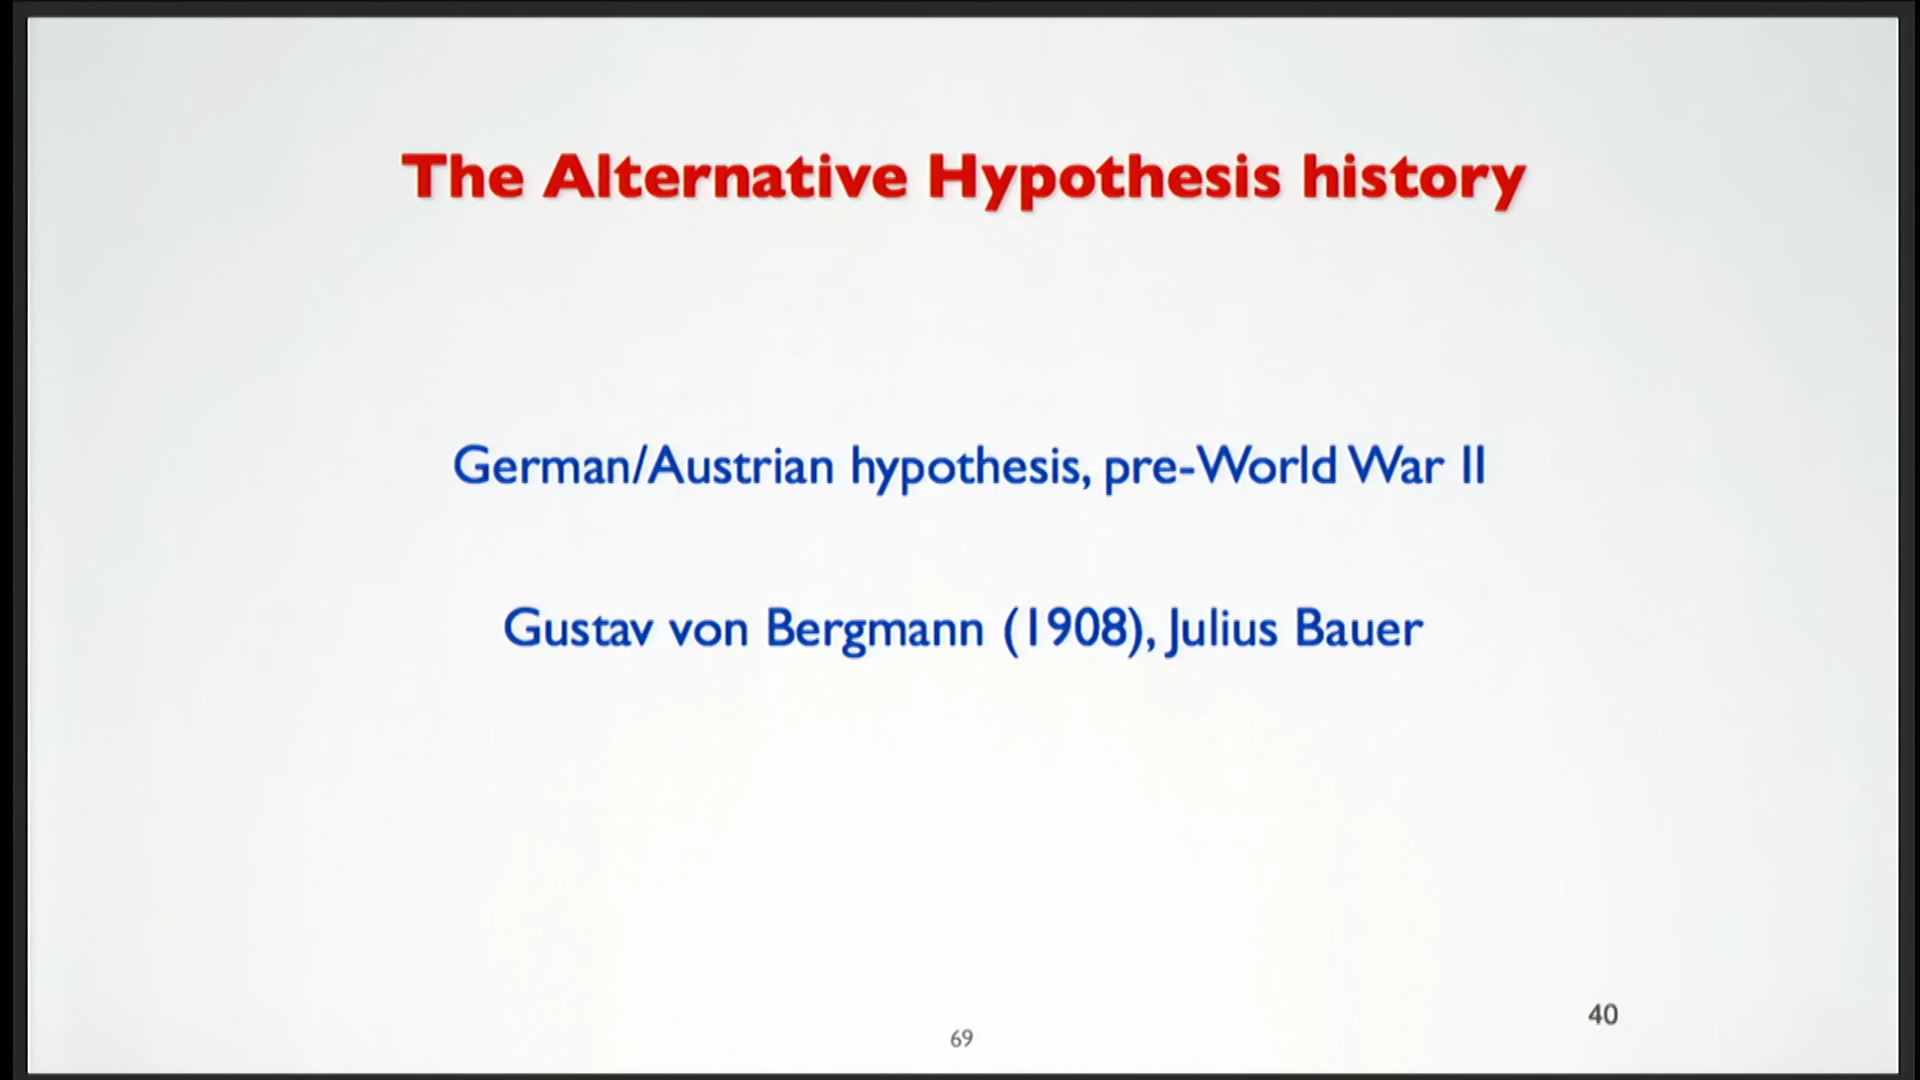 The Alternative Hypothesis history
German/Austrian hypothesis, pre-World War II
Gustav von Bergmann (1908), Julius Bauer
40
69